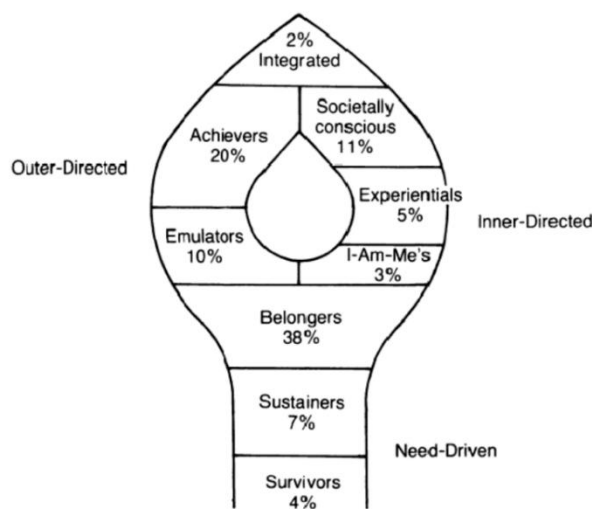 2%
Integrated
Societally
conscious
11%
Achievers
20%
Outer-Directed
Experientials
5%
Inner-Directed
Emulators
10%
I-Am-Me's
3%
Belongers
38%
Sustainers
7%
Need-Driven
Survivors
4%